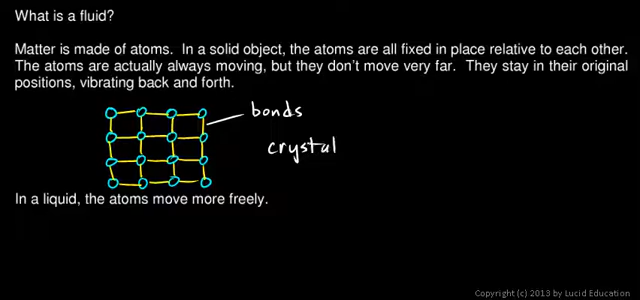 What is a fluid?
Matter is made of atoms.  In a solid object, the atoms are all fixed in place relative to each other.
The atoms are actually always moving, but they don't move very far.  They stay in their original
positions, vibrating back and forth.
bonds
crystal
In a liquid, the atoms move more freely.
Copyright (c) 2013 by Lucid Education